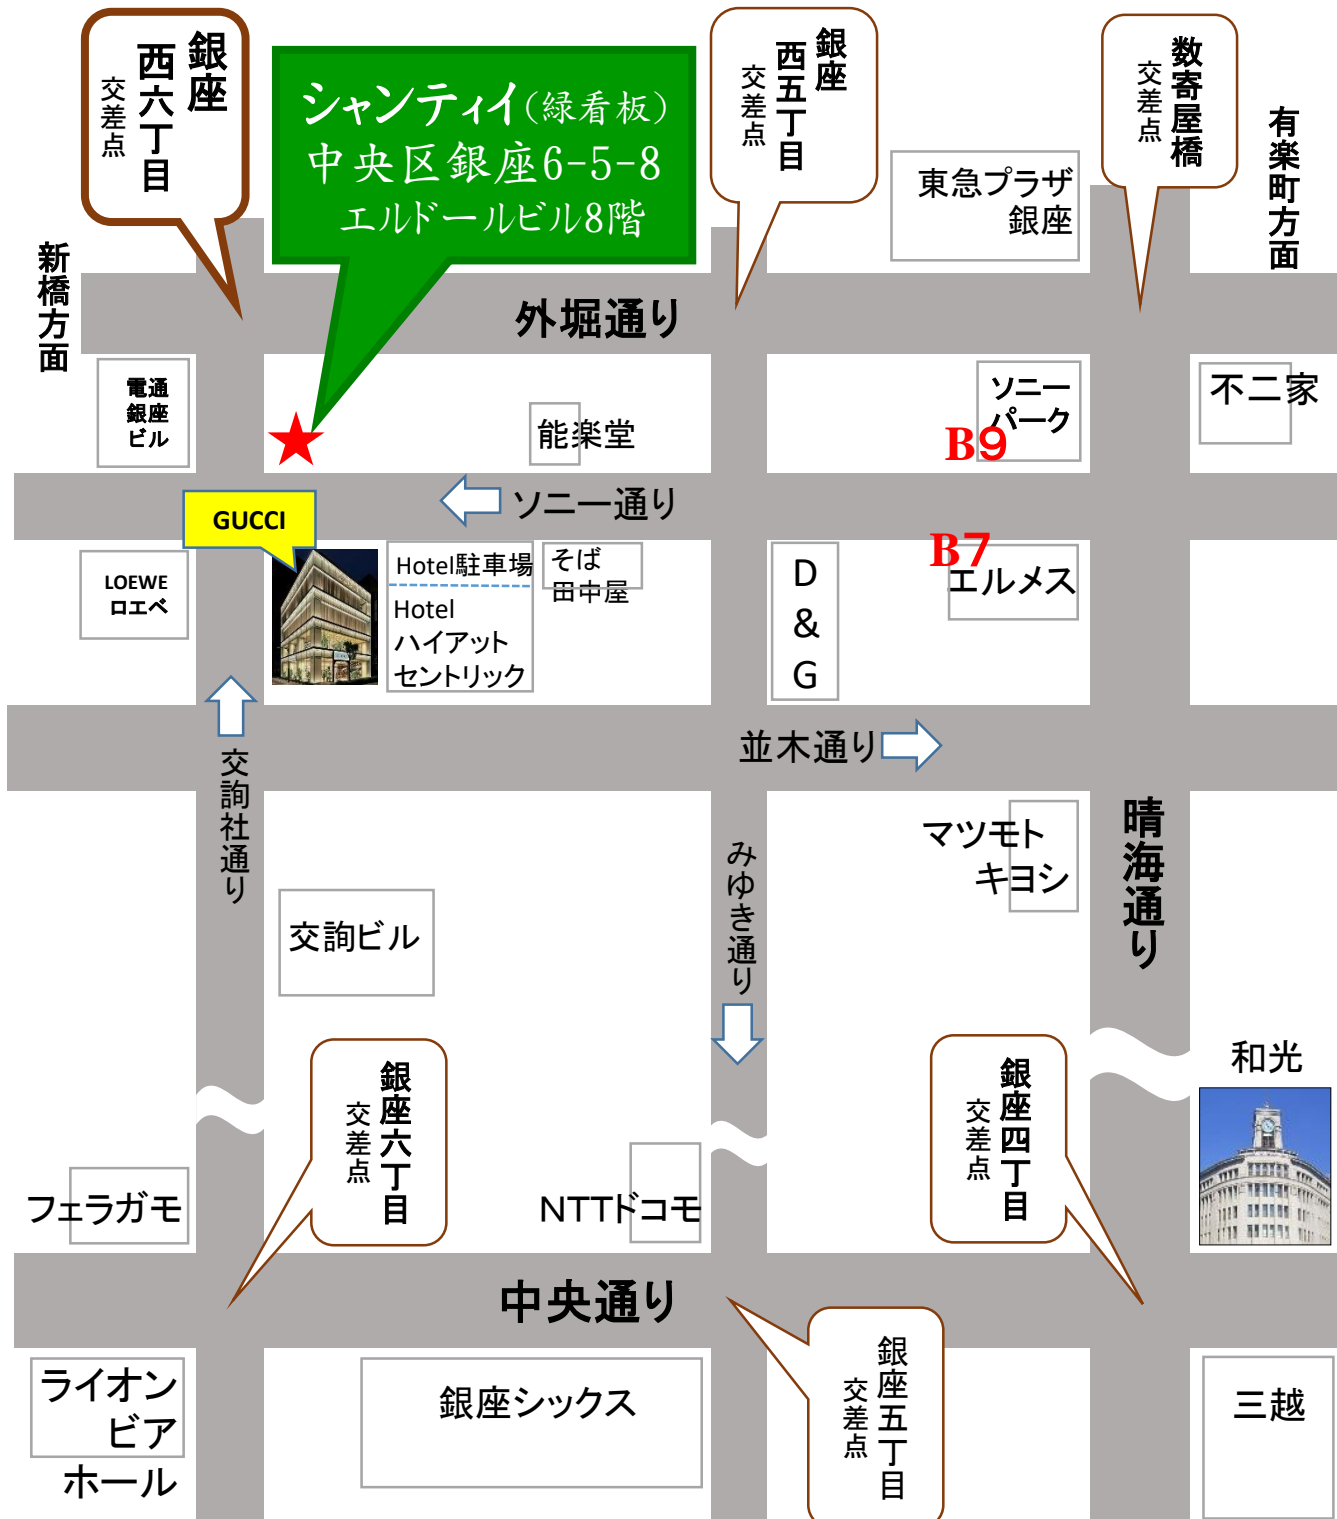 銀座
西六丁目
交差点
シャンティイ(緑看板)
中央区銀座6-5-8
エルドールビル8階
銀座
西五丁目
交差点
数寄屋橋
交差点
東急プラザ
銀座
有楽町方面
新橋方面
外堀通り
電通
銀座
ビル
能楽堂
ソニー
パーク
B9
不二家
ソニー通り
GUCCI
B7
LOEWE
ロエベ
Hotel駐車場
Hotel
ハイアット
セントリック
そば
田中屋
D
&
G
エルメス
並木通り
交詢社通り
マツモト
キヨシ
晴海通り
みゆき通り
交詢ビル
和光
銀座六丁目
交差点
銀座四丁目
交差点
フェラガモ
NTTドコモ
中央通り
銀座五丁目
交差点
ライオン
ビア
ホール
銀座シックス
三越